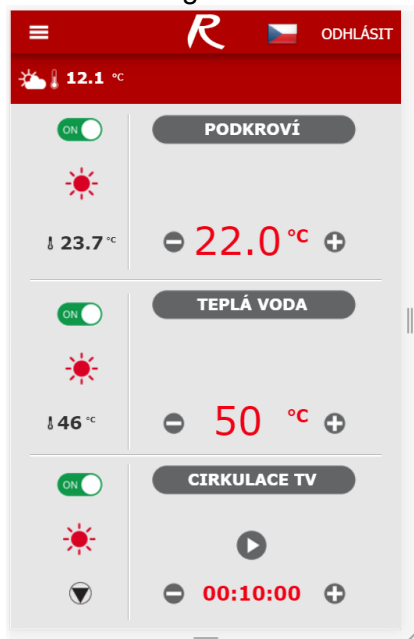 R ODHLÁSIT
12.1 °C
ON PODKROVÍ
23.7 °C 22.0 °C
ON TEPLÁ VODA
46 °C 50 °C
ON CIRKULACE TV
00:10:00